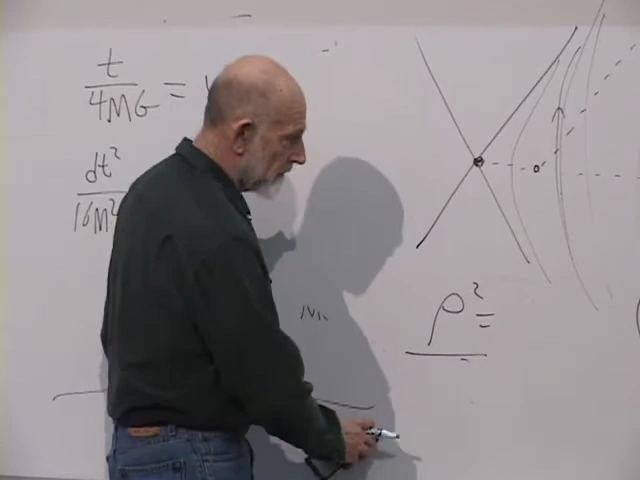 t
4MG =
dt²
16M²
ρ² =